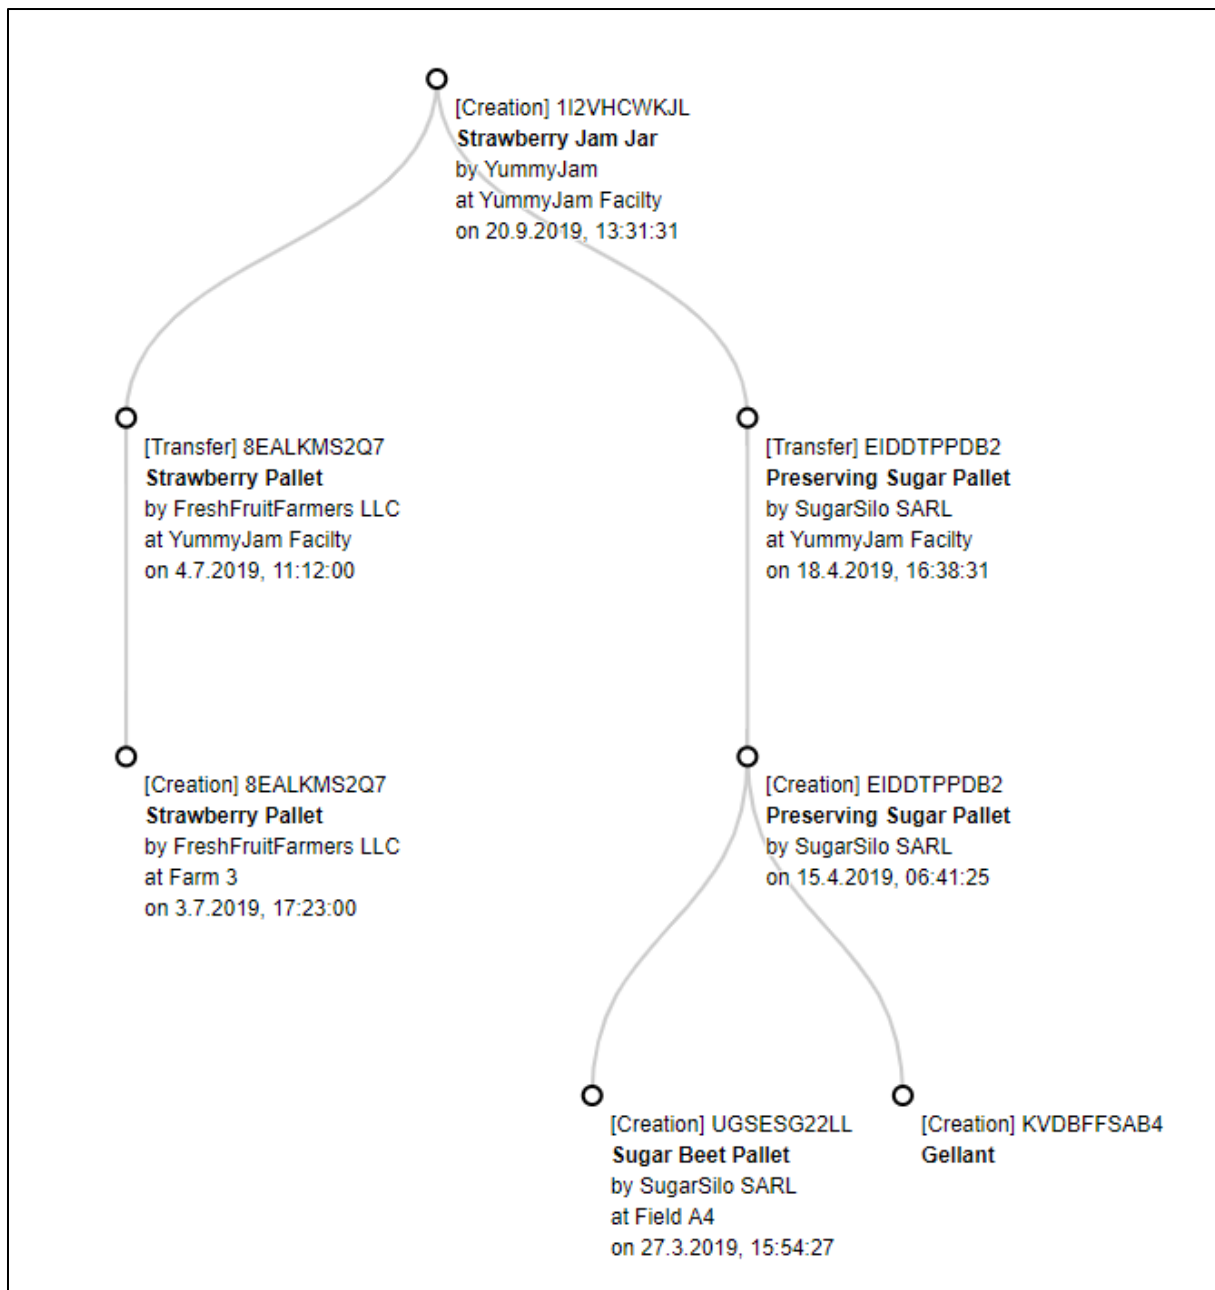 [Creation] 1I2VHCWKJL
Strawberry Jam Jar
by YummyJam
at YummyJam Facilty
on 20.9.2019, 13:31:31
[Transfer] 8EALKMS2Q7
Strawberry Pallet
by FreshFruitFarmers LLC
at YummyJam Facilty
on 4.7.2019, 11:12:00
[Transfer] EIDDTPPDB2
Preserving Sugar Pallet
by SugarSilo SARL
at YummyJam Facilty
on 18.4.2019, 16:38:31
[Creation] 8EALKMS2Q7
Strawberry Pallet
by FreshFruitFarmers LLC
at Farm 3
on 3.7.2019, 17:23:00
[Creation] EIDDTPPDB2
Preserving Sugar Pallet
by SugarSilo SARL
on 15.4.2019, 06:41:25
[Creation] UGSESG22LL
Sugar Beet Pallet
by SugarSilo SARL
at Field A4
on 27.3.2019, 15:54:27
[Creation] KVDBFFSAB4
Gellant